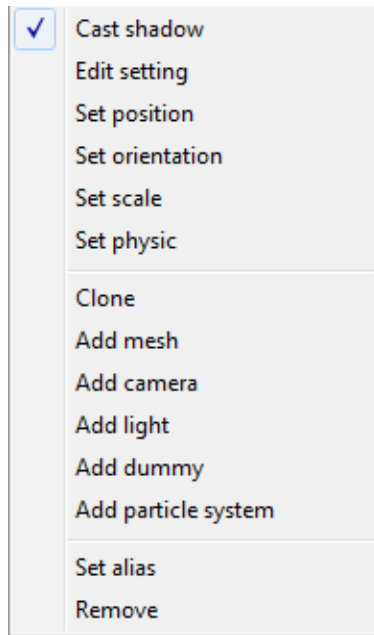 Cast shadow
Edit setting
Set position
Set orientation
Set scale
Set physic
Clone
Add mesh
Add camera
Add light
Add dummy
Add particle system
Set alias
Remove